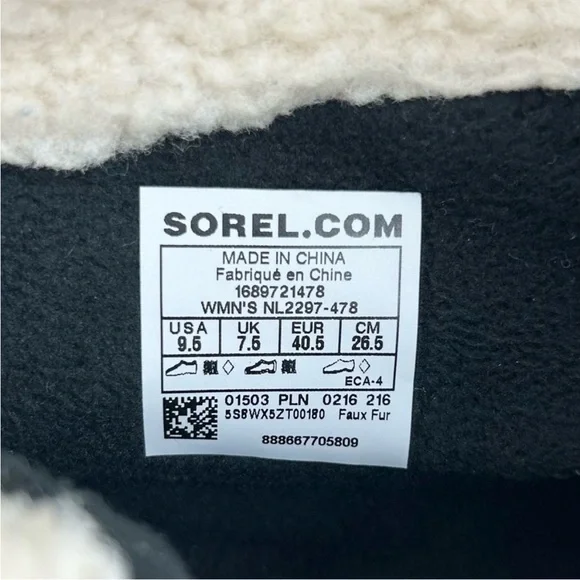 SOREL.COM
MADE IN CHINA
Fabriqué en Chine
1689721478
WMN'S NL2297-478
USA UK EUR CM
9.5 7.5 40.5 26.5
ECA-4
01503 PLN 0216 216
5S8WX5ZT00180 Faux Fur
888667705809